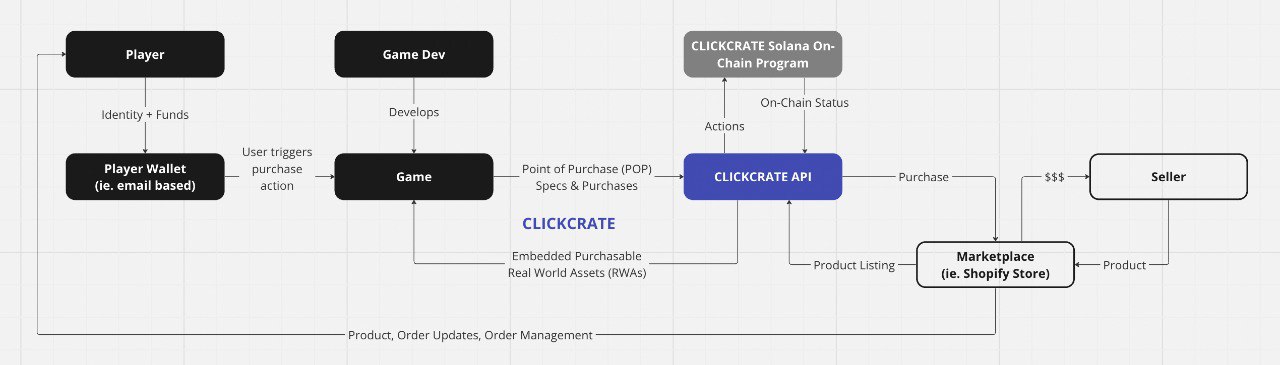 Player
Game Dev
CLICKCRATE Solana On-
Chain Program
Identity + Funds
Develops
Actions
On-Chain Status
Player Wallet
(ie. email based)
User triggers
purchase
action
Game
Point of Purchase (POP)
Specs & Purchases
CLICKCRATE API
Purchase
$$$
Seller
CLICKCRATE
Embedded Purchasable
Real World Assets (RWAs)
Product Listing
Marketplace
(ie. Shopify Store)
Product
Product, Order Updates, Order Management